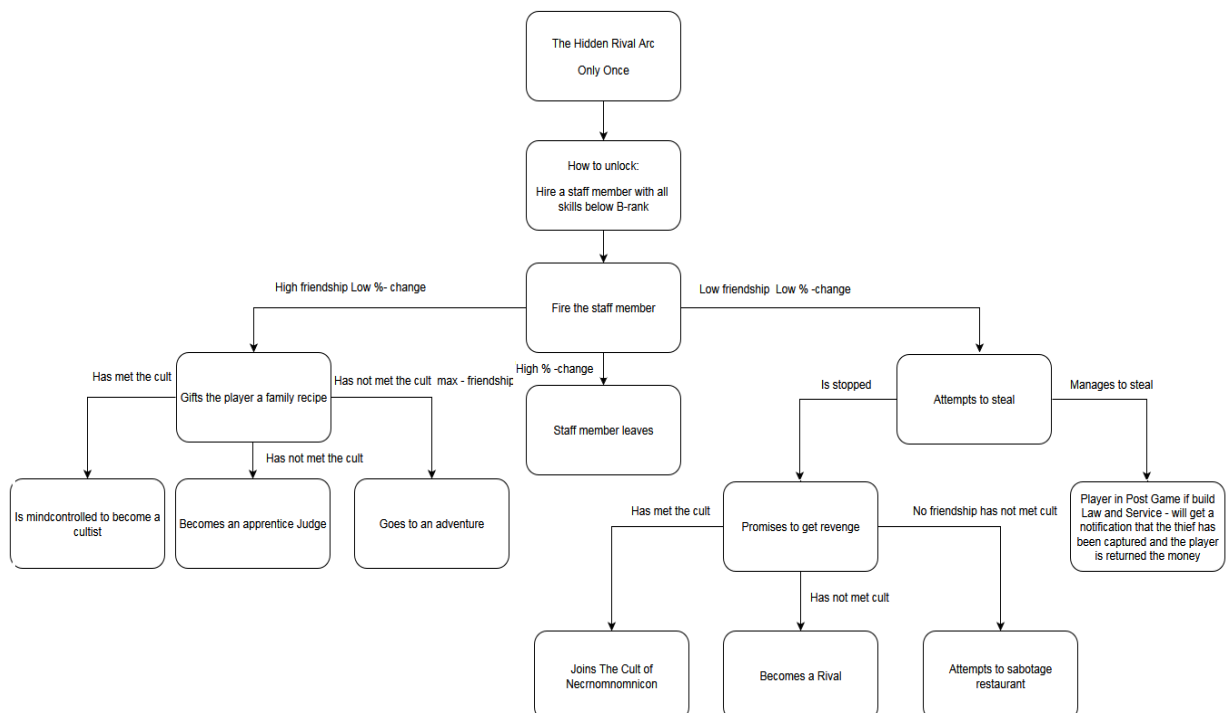 The Hidden Rival Arc
Only Once
How to unlock:
Hire a staff member with all
skills below B-rank
High friendship Low %- change
Fire the staff member
Low friendship  Low % -change
Has met the cult
Gifts the player a family recipe
Has not met the cult  max - friendship
High % -change
Is stopped
Attempts to steal
Manages to steal
Staff member leaves
Has not met the cult
Is mindcontrolled to become a
cultist
Becomes an apprentice Judge
Goes to an adventure
Has met the cult
Promises to get revenge
No friendship has not met cult
Player in Post Game if build
Law and Service - will get a
notification that the thief has
been captured and the player
is returned the money
Has not met cult
Joins The Cult of
Necrnomnomnicon
Becomes a Rival
Attempts to sabotage
restaurant